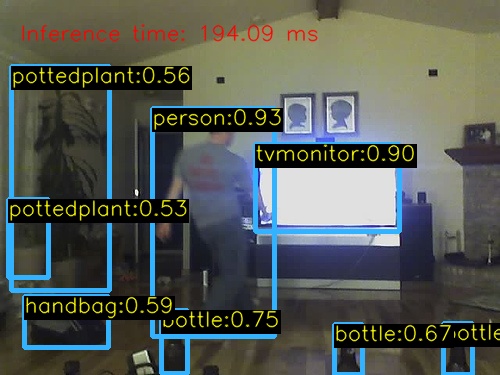 Inference time: 194.09 ms
pottedplant:0.56
person:0.93
tvmonitor:0.90
pottedplant:0.53
handbag:0.59
bottle:0.75
bottle:0.67
bottle